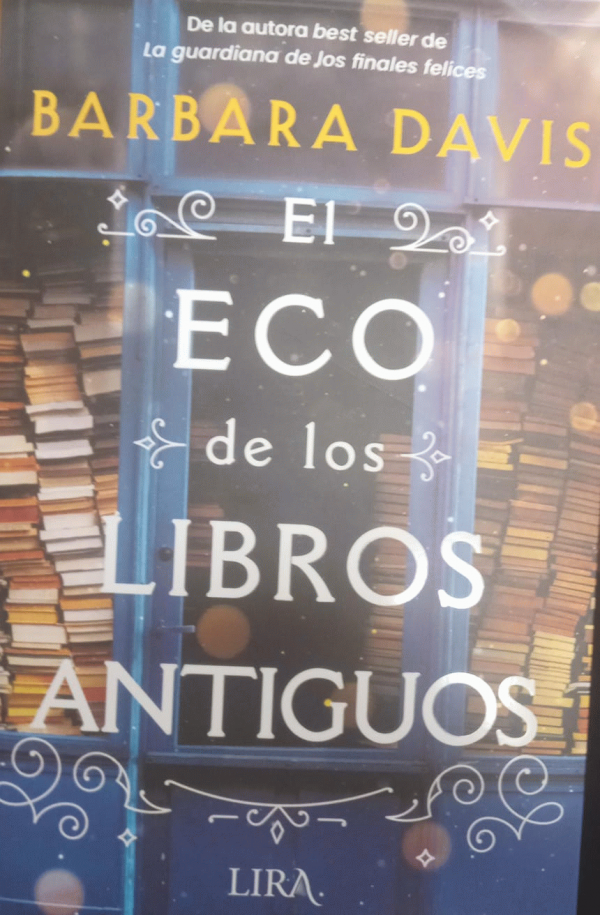 De la autora best seller de
La guardiana de los finales felices
BARBARA DAVIS
El
ECO
de los
LIBROS
ANTIGUOS
LIRA